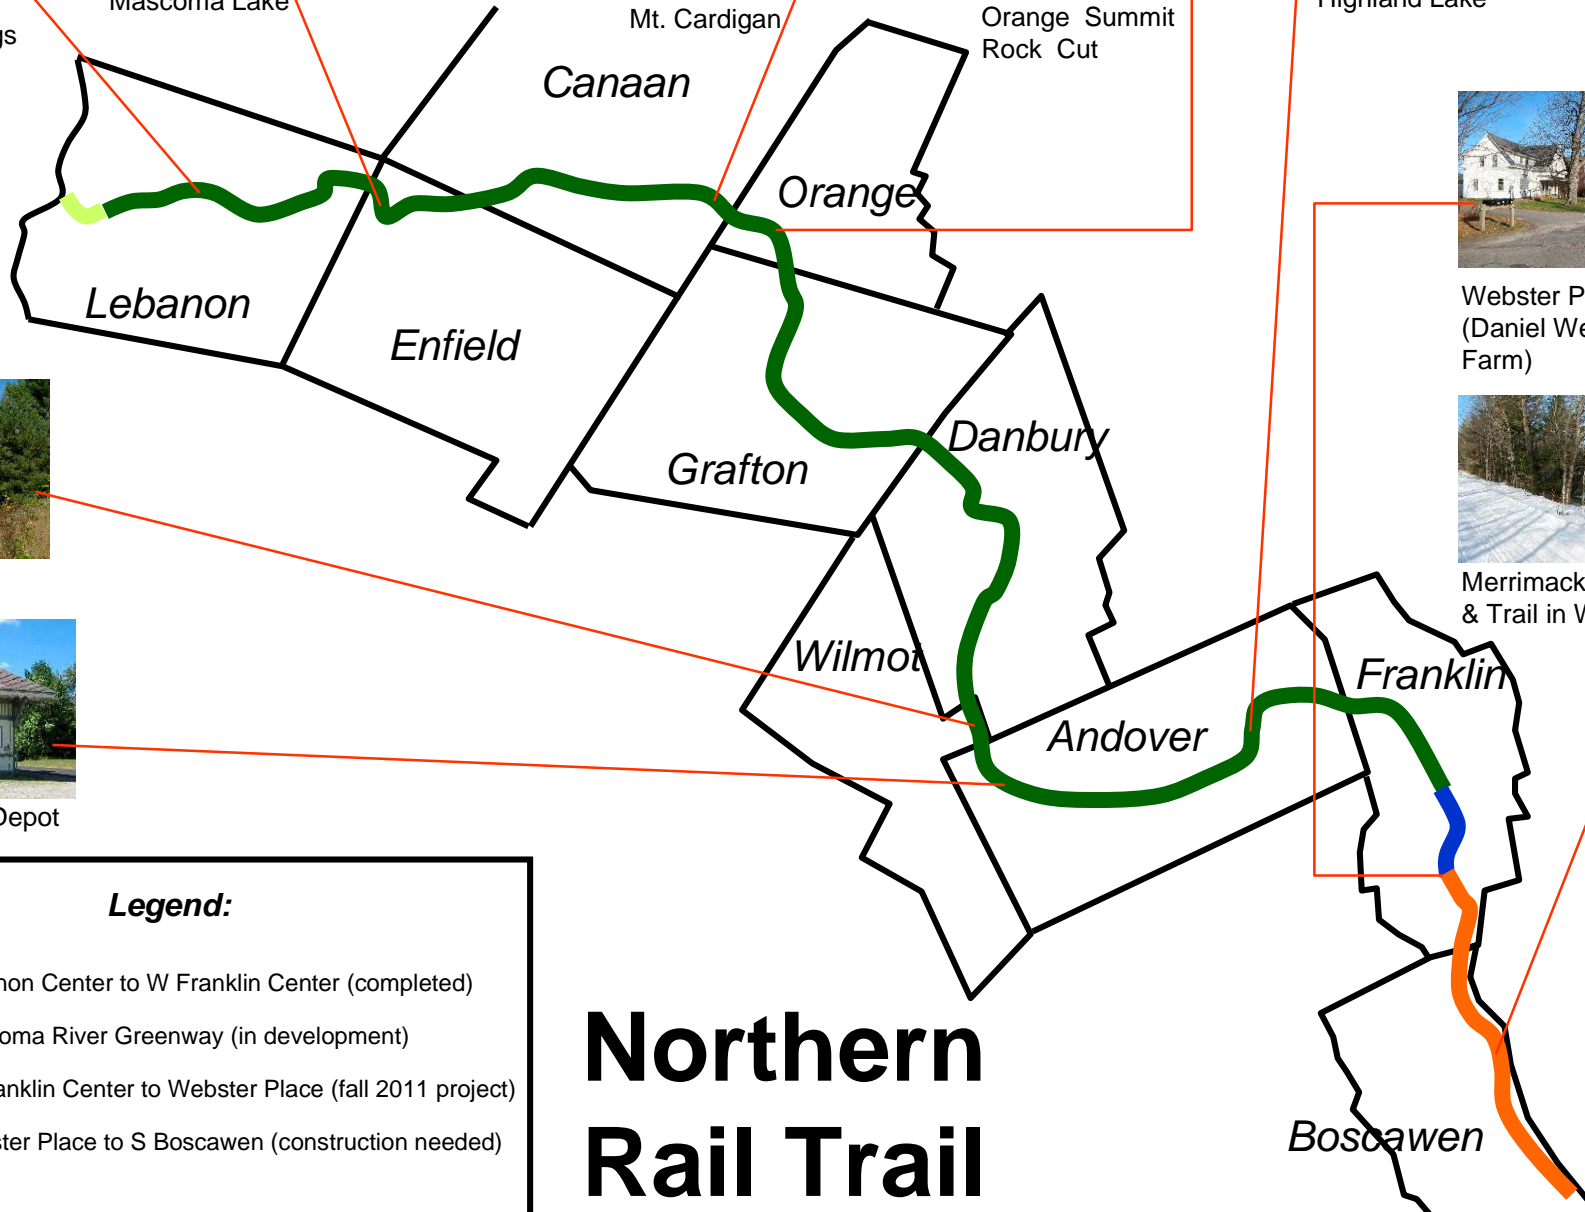 Mascoma Lake
gs
Mt. Cardigan
Orange Summit
Rock Cut
Highland Lake
Canaan
Orange
Lebanon
Enfield
Webster P
(Daniel We
Farm)
Danbury
Grafton
Merrimack
& Trail in W
Wilmot
Franklin
Andover
Depot
Legend:
non Center to W Franklin Center (completed)
oma River Greenway (in development)
anklin Center to Webster Place (fall 2011 project)
ster Place to S Boscawen (construction needed)
Northern
Rail Trail
Boscawen